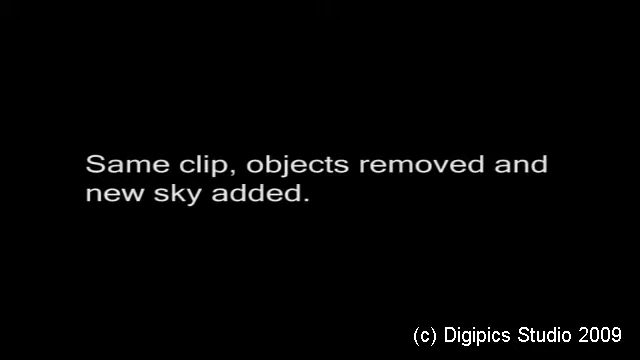 Same clip, objects removed and
new sky added.
(c) Digipics Studio 2009